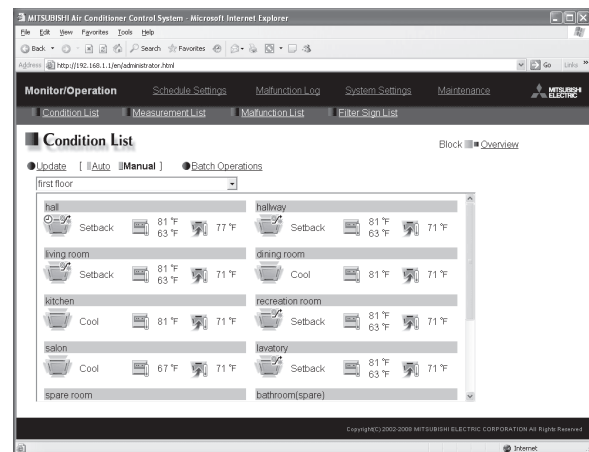 MITSUBISHI Air Conditioner Control System - Microsoft Internet Explorer
File Edit View Favorites Tools Help
Back Search Favorites
Address http://192.168.1.1/en/administrator.html Go Links
Monitor/Operation Schedule Settings Malfunction Log System Settings Maintenance MITSUBISHI ELECTRIC
Condition List Measurement List Malfunction List Filter Sign List
Condition List
Block Overview
Update [ Auto Manual ] Batch Operations
first floor
hall hallway
Setback 81 °F 63 °F 77 °F Setback 81 °F 63 °F 71 °F
living room dining room
Setback 81 °F 63 °F 71 °F Cool 81 °F 71 °F
kitchen recreation room
Cool 81 °F 71 °F Setback 81 °F 63 °F 71 °F
salon lavatory
Cool 67 °F 71 °F Setback 81 °F 63 °F 71 °F
spare room bathroom(spare)
Copyright(C) 2002-2008 MITSUBISHI ELECTRIC CORPORATION All Rights Reserved
Internet